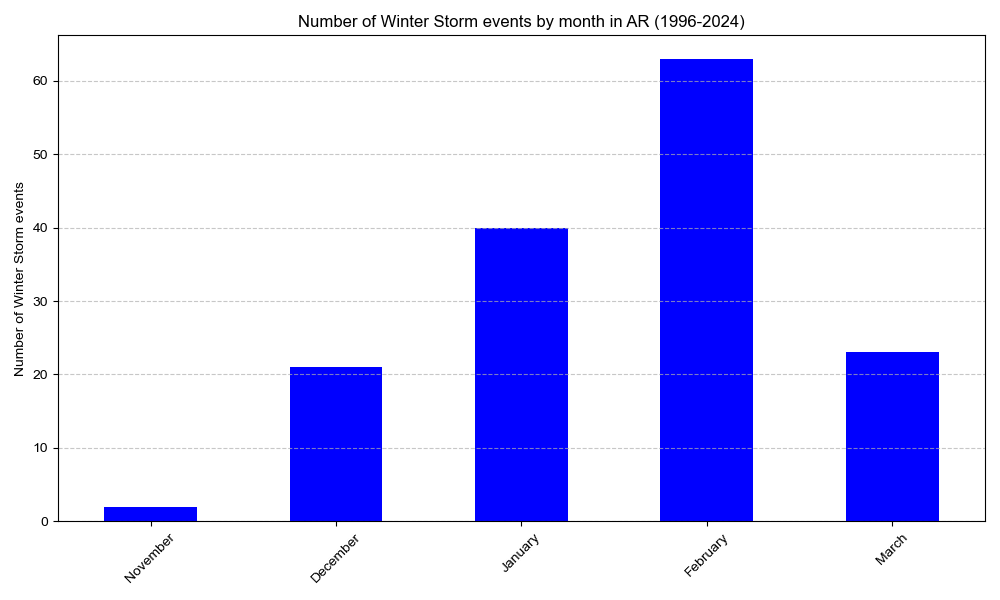 Number of Winter Storm events by month in AR (1996-2024)
Number of Winter Storm events
60
50
40
30
20
10
0
November
December
January
February
March